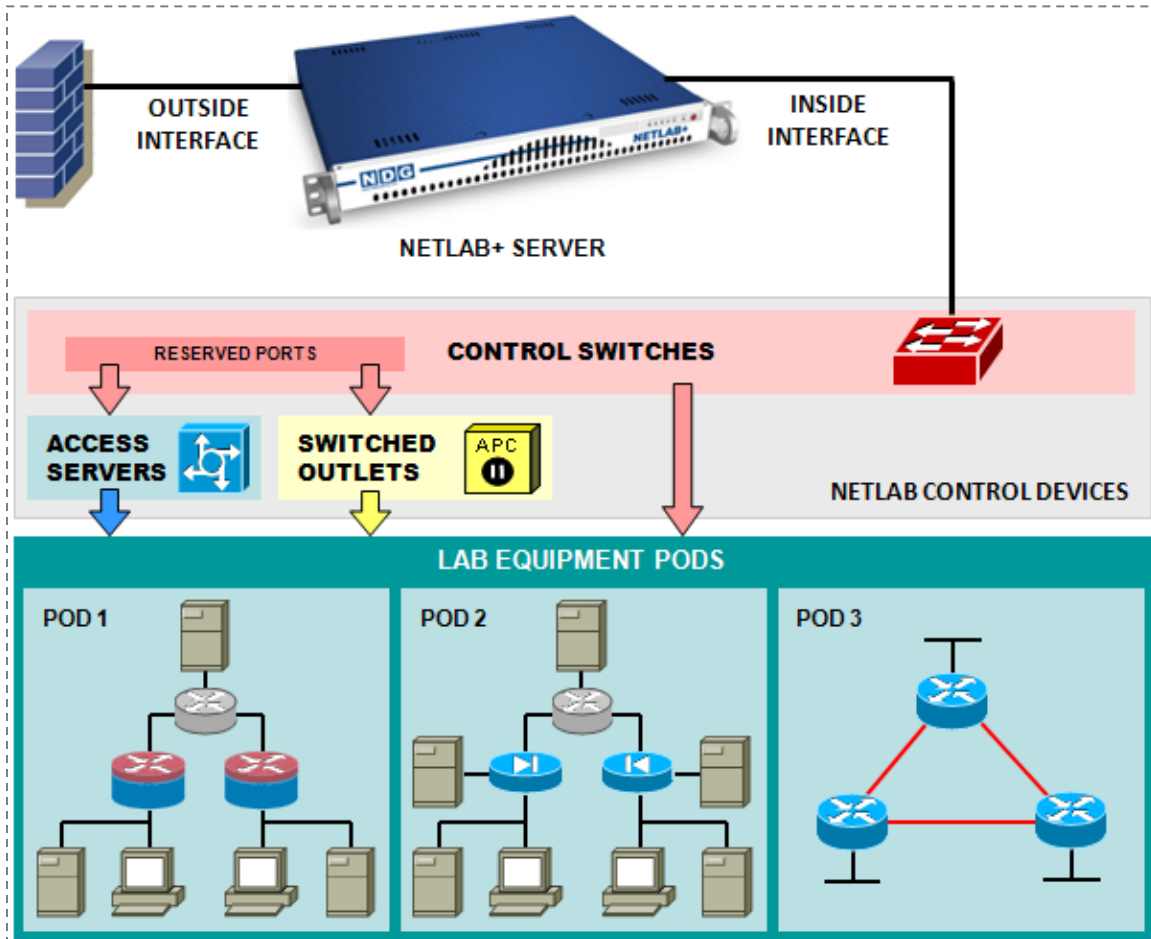 OUTSIDE
INTERFACE
INSIDE
INTERFACE
NDG
NETLAB+
NETLAB+ SERVER
RESERVED PORTS
CONTROL SWITCHES
ACCESS
SERVERS
SWITCHED
OUTLETS
APC
NETLAB CONTROL DEVICES
LAB EQUIPMENT PODS
POD 1
POD 2
POD 3